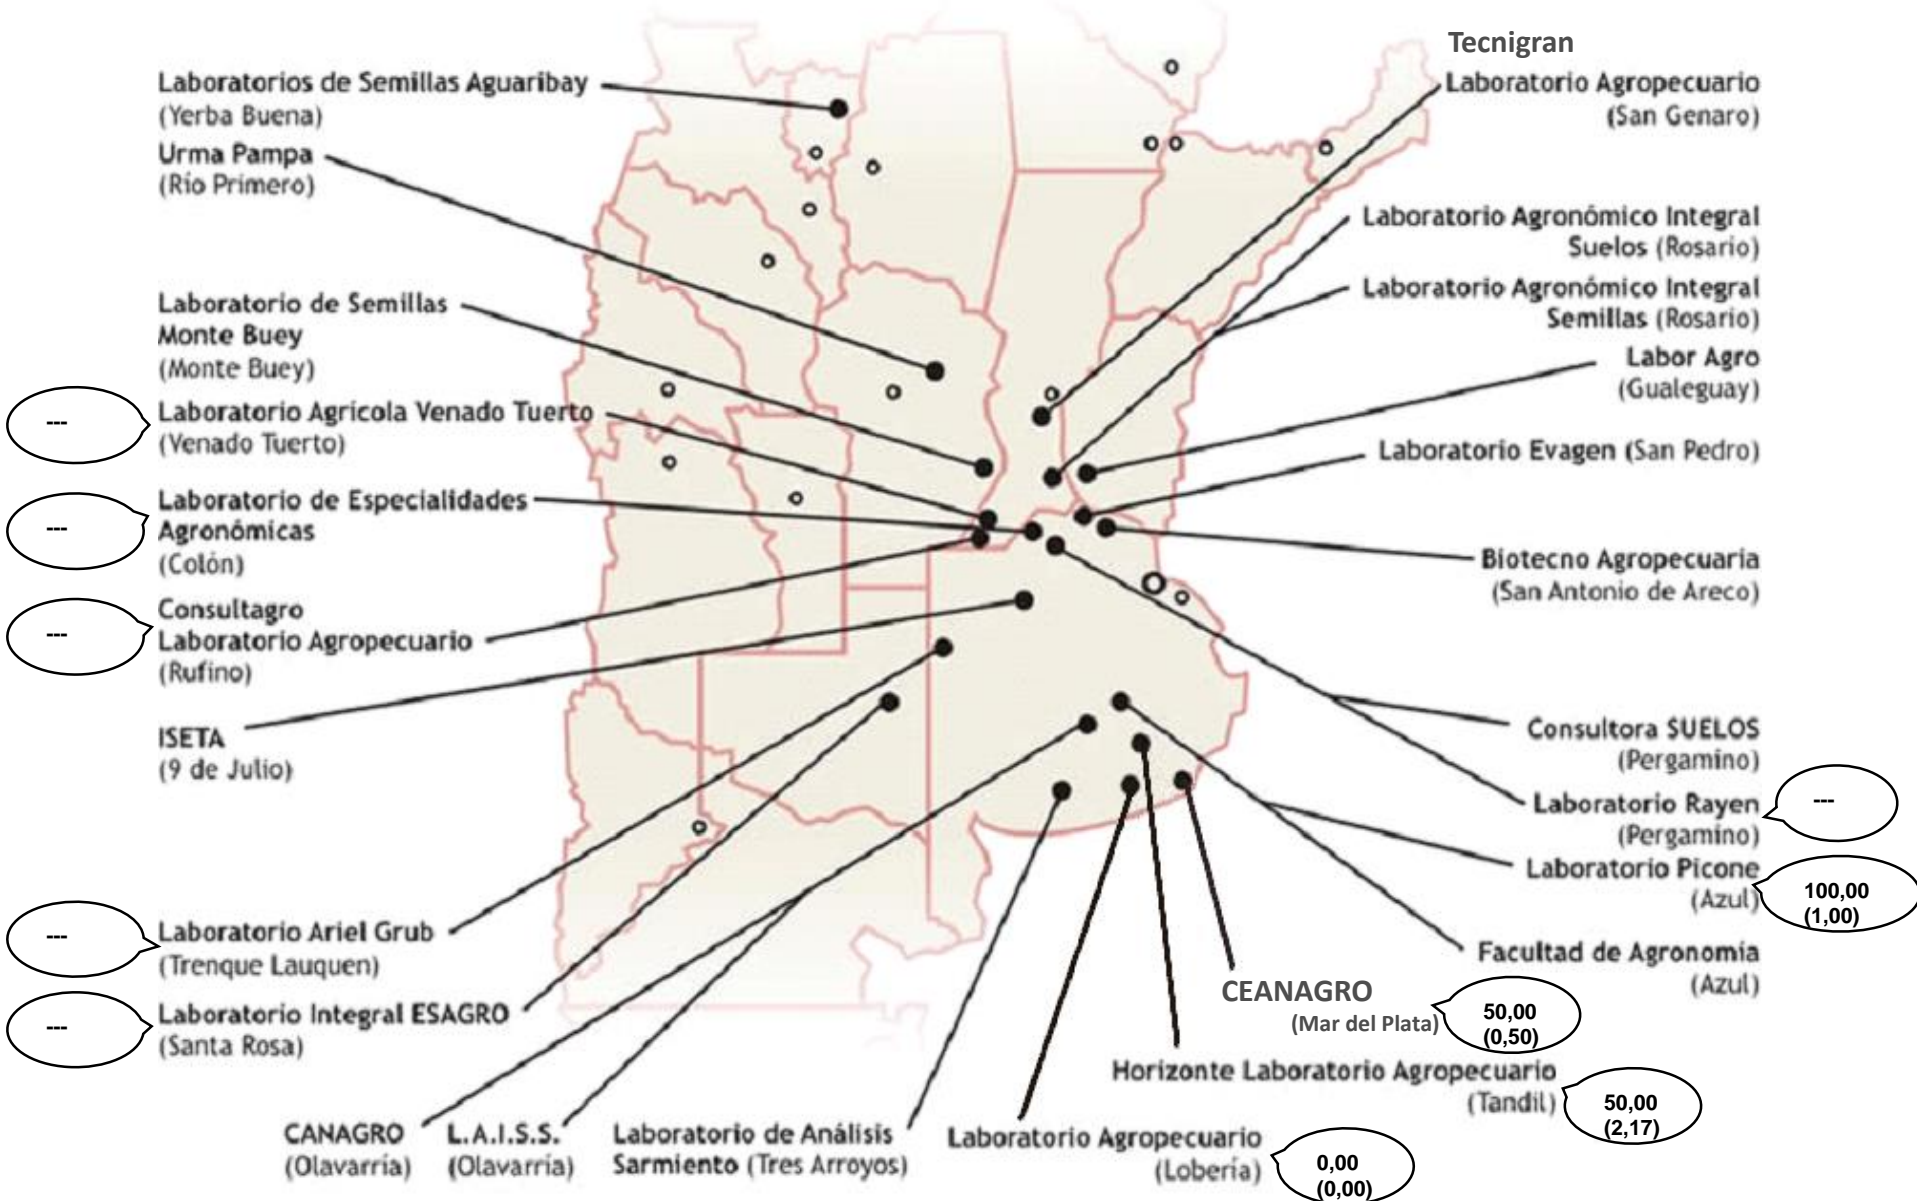 Laboratorios de Semillas Aguaribay
(Yerba Buena)
Urma Pampa
(Río Primero)
Laboratorio de Semillas
Monte Buey
(Monte Buey)
---
Laboratorio Agrícola Venado Tuerto
(Venado Tuerto)
---
Laboratorio de Especialidades
Agronómicas
(Colón)
---
Consultagro
Laboratorio Agropecuario
(Rufino)
ISETA
(9 de Julio)
---
Laboratorio Ariel Grub
(Trenque Lauquen)
---
Laboratorio Integral ESAGRO
(Santa Rosa)
CANAGRO
(Olavarría)
L.A.I.S.S.
(Olavarría)
Laboratorio de Análisis
Sarmiento (Tres Arroyos)
Laboratorio Agropecuario
(Lobería)
0,00
(0,00)
Horizonte Laboratorio Agropecuario
(Tandil)
50,00
(2,17)
CEANAGRO
(Mar del Plata)
50,00
(0,50)
Tecnigran
Laboratorio Agropecuario
(San Genaro)
Laboratorio Agronómico Integral
Suelos (Rosario)
Laboratorio Agronómico Integral
Semillas (Rosario)
Labor Agro
(Gualeguay)
Laboratorio Evagen (San Pedro)
Biotecno Agropecuaria
(San Antonio de Areco)
Consultora SUELOS
(Pergamino)
Laboratorio Rayen
(Pergamino)
---
Laboratorio Picone
(Azul)
100,00
(1,00)
Facultad de Agronomía
(Azul)